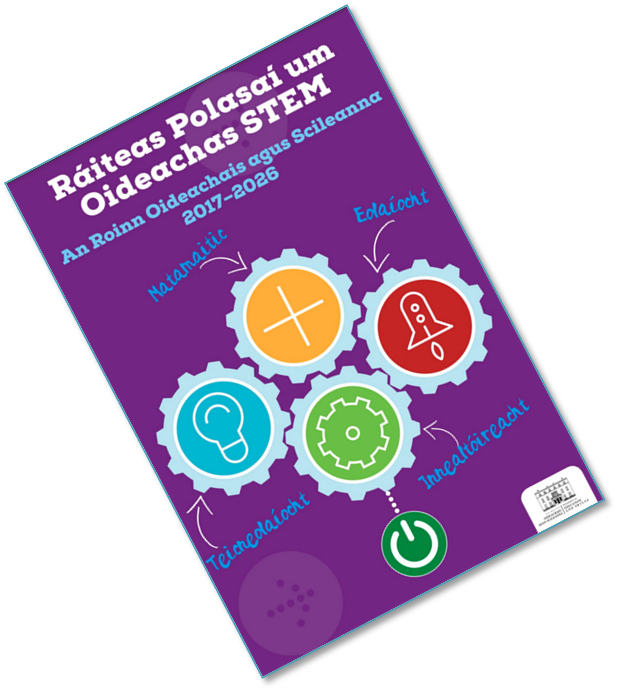 Ráiteas Polasaí um
Oideachas STEM
An Roinn Oideachais agus Scileanna
2017–2026
Matamaitic
Eolaíocht
Innealtóireacht
Teicneolaíocht